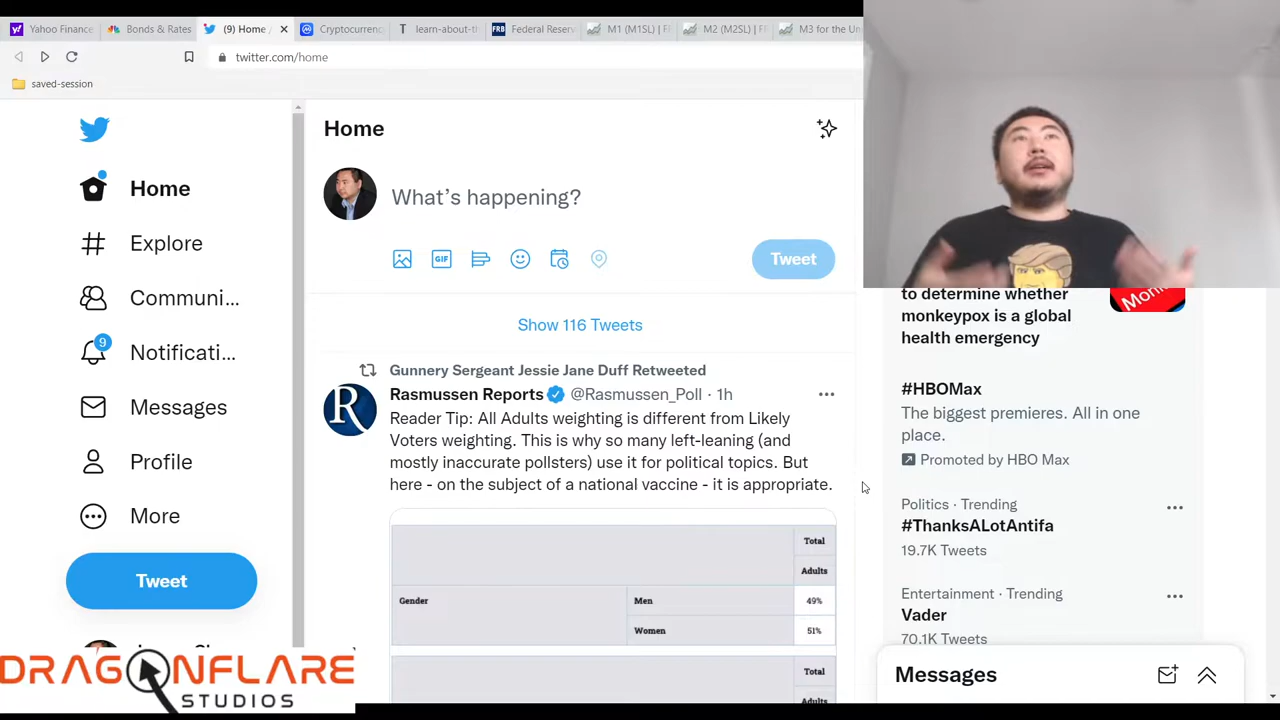 Yahoo Finance
Bonds & Rates
(9) Home /
Cryptocurrenc
learn-about-th
Federal Reserv
M1 (M1SL) | F
M2 (M2SL) | F
M3 for the Un
twitter.com/home
saved-session
Home
Explore
Communi...
9
Notificati...
Messages
Profile
More
Tweet
DRAGONFLARE
STUDIOS
Home
What's happening?
GIF
Tweet
Show 116 Tweets
Gunnery Sergeant Jessie Jane Duff Retweeted
Rasmussen Reports @Rasmussen_Poll · 1h
Reader Tip: All Adults weighting is different from Likely
Voters weighting. This is why so many left-leaning (and
mostly inaccurate pollsters) use it for political topics. But
here - on the subject of a national vaccine - it is appropriate.
Total
Adults
Gender Men 49%
Women 51%
Total
Adults
to determine whether
monkeypox is a global
health emergency
#HBOMax
The biggest premieres. All in one
place.
Promoted by HBO Max
Politics · Trending
#ThanksALotAntifa
19.7K Tweets
Entertainment · Trending
Vader
70.1K Tweets
Messages